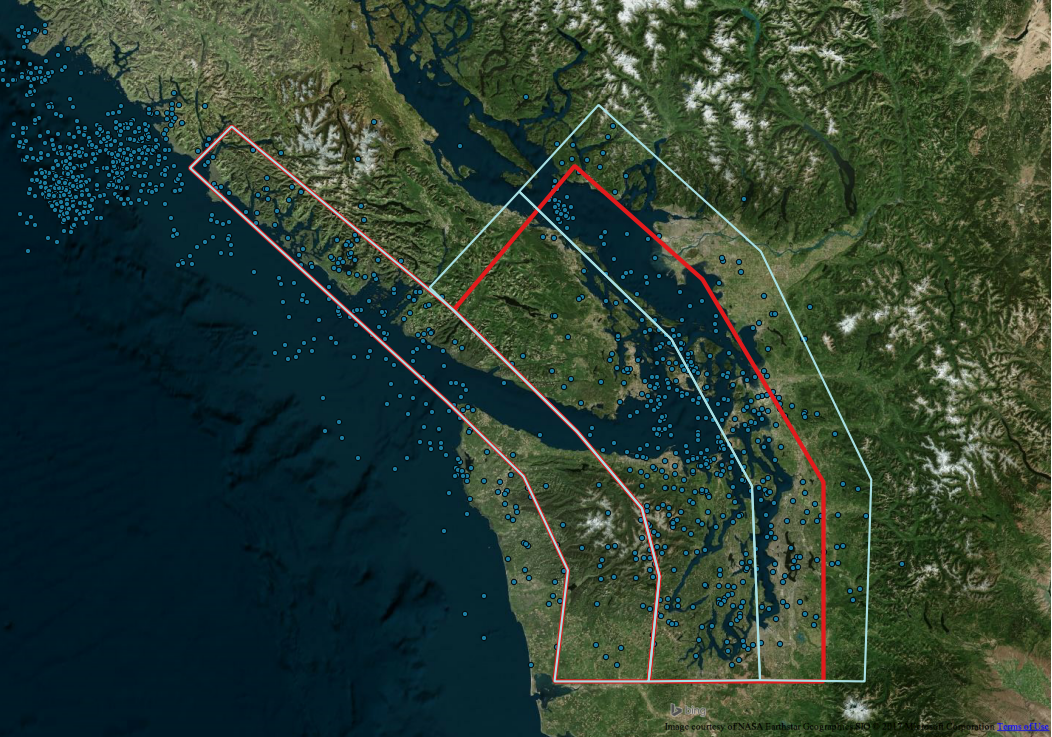 bing
Image courtesy of NASA Earthstar Geographics SIO © 2017 Microsoft Corporation Terms of Use